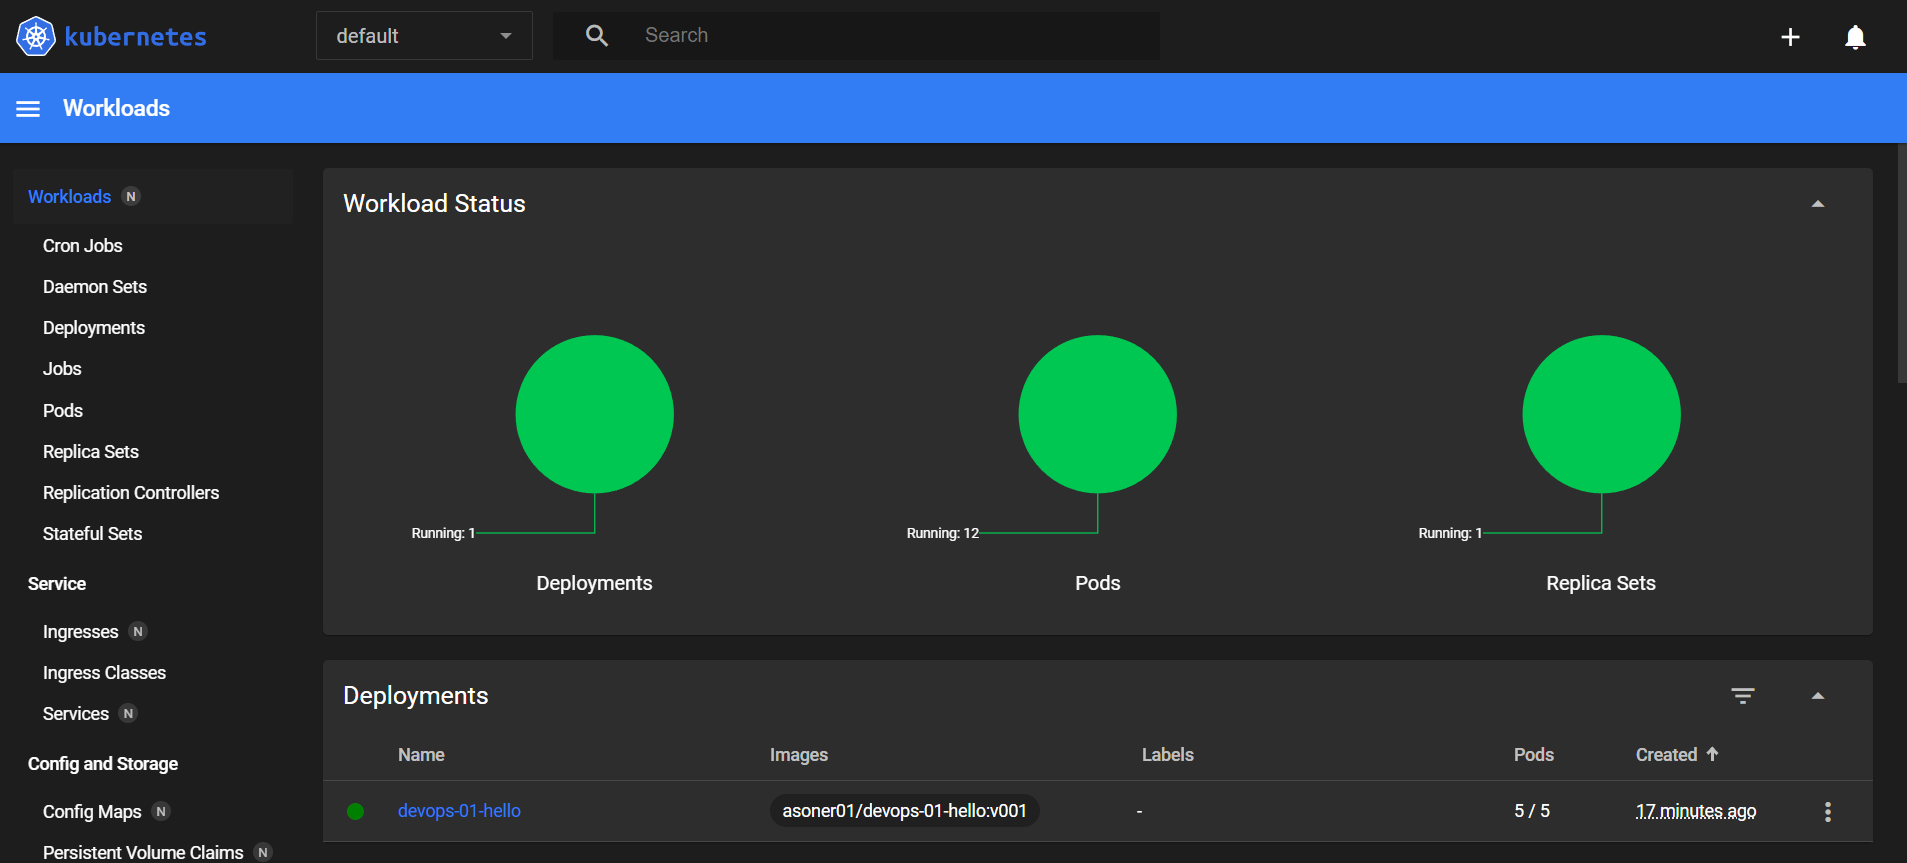 kubernetes
default
Search
Workloads
Workloads N
Cron Jobs
Daemon Sets
Deployments
Jobs
Pods
Replica Sets
Replication Controllers
Stateful Sets
Service
Ingresses N
Ingress Classes
Services N
Config and Storage
Config Maps N
Persistent Volume Claims N
Workload Status
Running: 1
Deployments
Running: 12
Pods
Running: 1
Replica Sets
Deployments
Name Images Labels Pods Created
devops-01-hello asoner01/devops-01-hello:v001 - 5 / 5 17 minutes ago